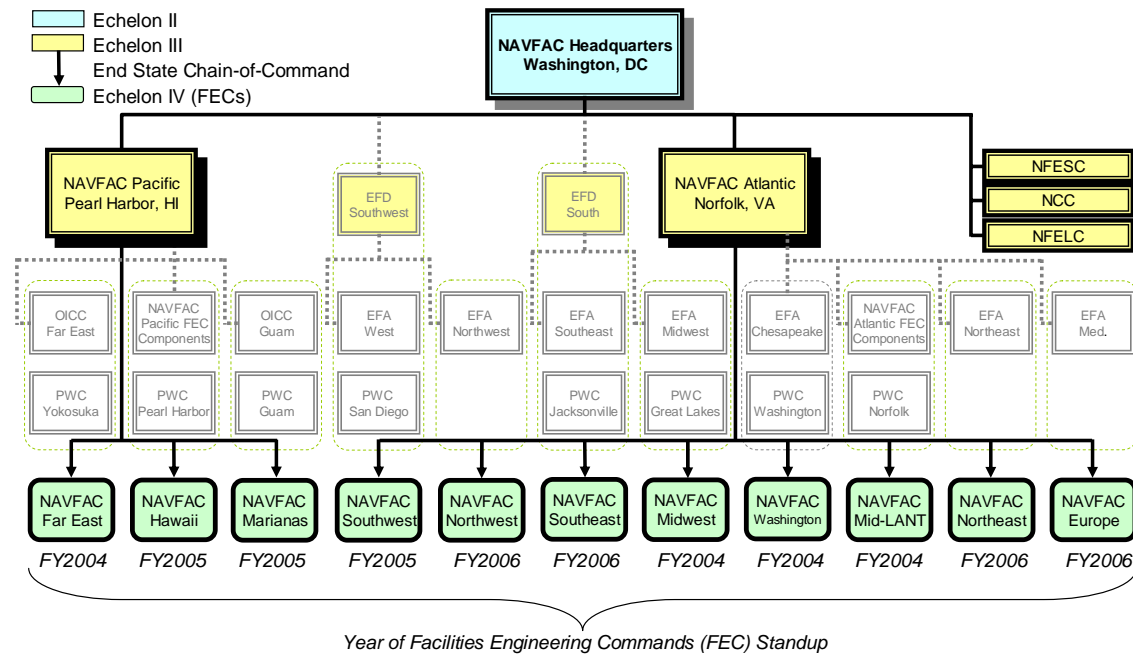 Echelon II
Echelon III
End State Chain-of-Command
Echelon IV (FECs)
NAVFAC Headquarters
Washington, DC
NAVFAC Pacific
Pearl Harbor, HI
EFD
Southwest
EFD
South
NAVFAC Atlantic
Norfolk, VA
NFESC
NCC
NFELC
OICC
Far East
NAVFAC
Pacific FEC
Components
OICC
Guam
EFA
West
EFA
Northwest
EFA
Southeast
EFA
Midwest
EFA
Chesapeake
NAVFAC
Atlantic FEC
Components
EFA
Northeast
EFA
Med.
PWC
Yokosuka
PWC
Pearl Harbor
PWC
Guam
PWC
San Diego
PWC
Jacksonville
PWC
Great Lakes
PWC
Washington
PWC
Norfolk
NAVFAC
Far East
NAVFAC
Hawaii
NAVFAC
Marianas
NAVFAC
Southwest
NAVFAC
Northwest
NAVFAC
Southeast
NAVFAC
Midwest
NAVFAC
Washington
NAVFAC
Mid-LANT
NAVFAC
Northeast
NAVFAC
Europe
FY2004
FY2005
FY2005
FY2005
FY2006
FY2006
FY2004
FY2004
FY2004
FY2006
FY2006
Year of Facilities Engineering Commands (FEC) Standup